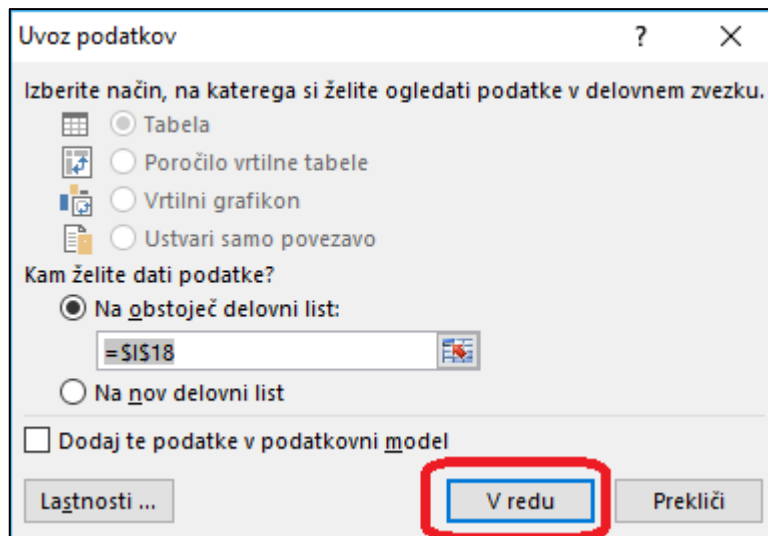 Uvoz podatkov ?
Izberite način, na katerega si želite ogledati podatke v delovnem zvezku.
Tabela
Poročilo vrtilne tabele
Vrtilni grafikon
Ustvari samo povezavo
Kam želite dati podatke?
Na obstoječ delovni list:
=$I$18
Na nov delovni list
Dodaj te podatke v podatkovni model
Lastnosti ... V redu Prekliči